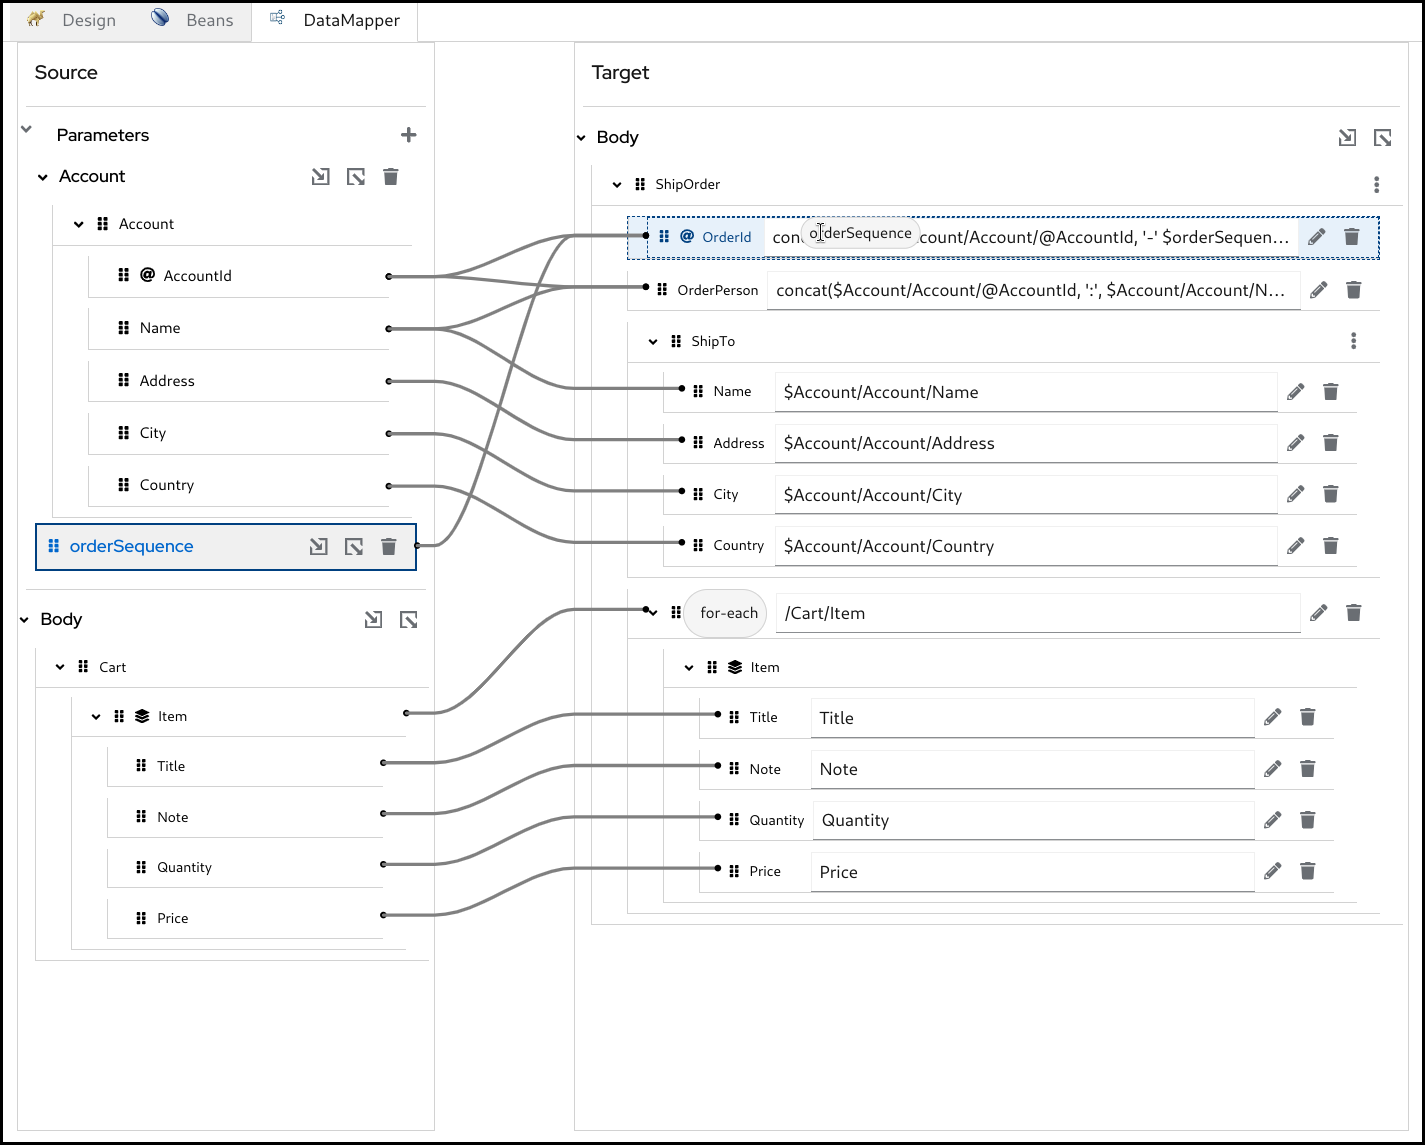 Design Beans DataMapper
Source
Parameters
Account
Account
@ AccountId
Name
Address
City
Country
orderSequence
Body
Cart
Item
Title
Note
Quantity
Price
Target
Body
ShipOrder
@ OrderId orderSequence count/Account/@AccountId, '-' $orderSequen...
OrderPerson concat($Account/Account/@AccountId, ':', $Account/Account/N...
ShipTo
Name $Account/Account/Name
Address $Account/Account/Address
City $Account/Account/City
Country $Account/Account/Country
for-each /Cart/Item
Item
Title Title
Note Note
Quantity Quantity
Price Price